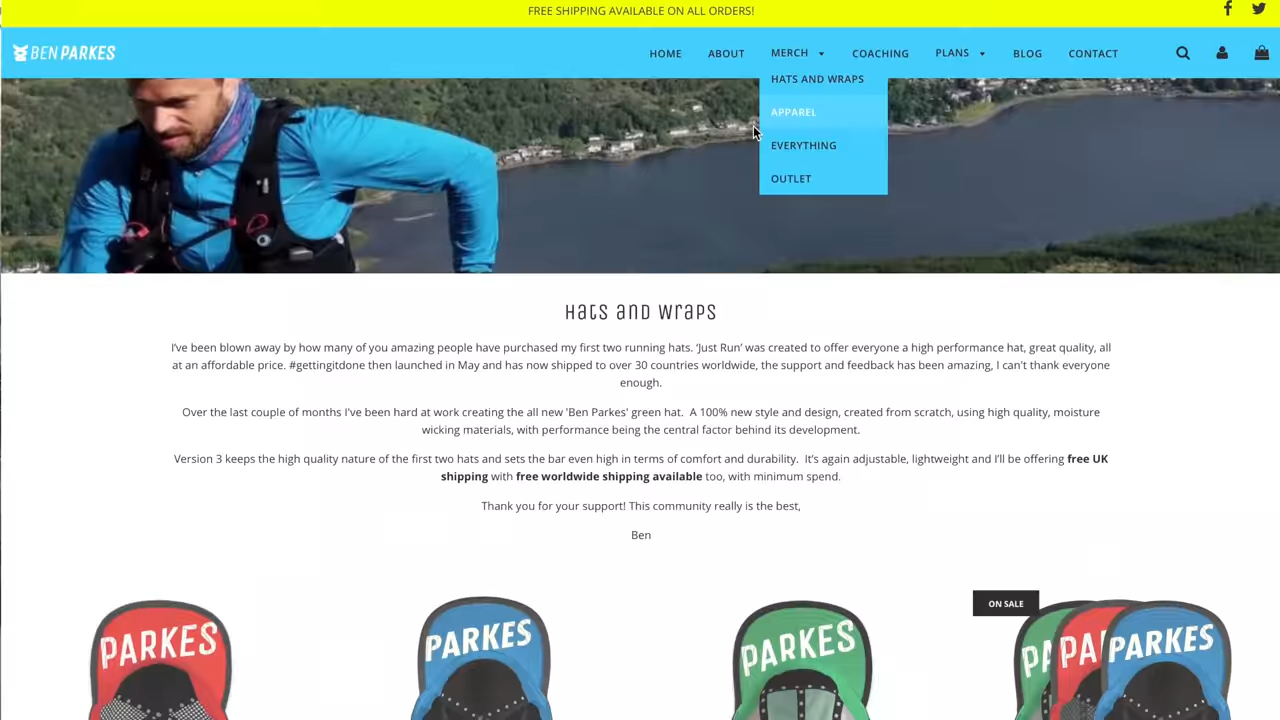 FREE SHIPPING AVAILABLE ON ALL ORDERS!
BEN PARKES
HOME ABOUT MERCH COACHING PLANS BLOG CONTACT
HATS AND WRAPS
APPAREL
EVERYTHING
OUTLET
Hats and Wraps
I've been blown away by how many of you amazing people have purchased my first two running hats. 'Just Run' was created to offer everyone a high performance hat, great quality, all
at an affordable price. #gettingitdone then launched in May and has now shipped to over 30 countries worldwide, the support and feedback has been amazing, I can't thank everyone
enough.
Over the last couple of months I've been hard at work creating the all new 'Ben Parkes' green hat. A 100% new style and design, created from scratch, using high quality, moisture
wicking materials, with performance being the central factor behind its development.
Version 3 keeps the high quality nature of the first two hats and sets the bar even high in terms of comfort and durability. It's again adjustable, lightweight and I'll be offering free UK
shipping with free worldwide shipping available too, with minimum spend.
Thank you for your support! This community really is the best,
Ben
ON SALE
PARKES PARKES PARKES PA PA PARKES